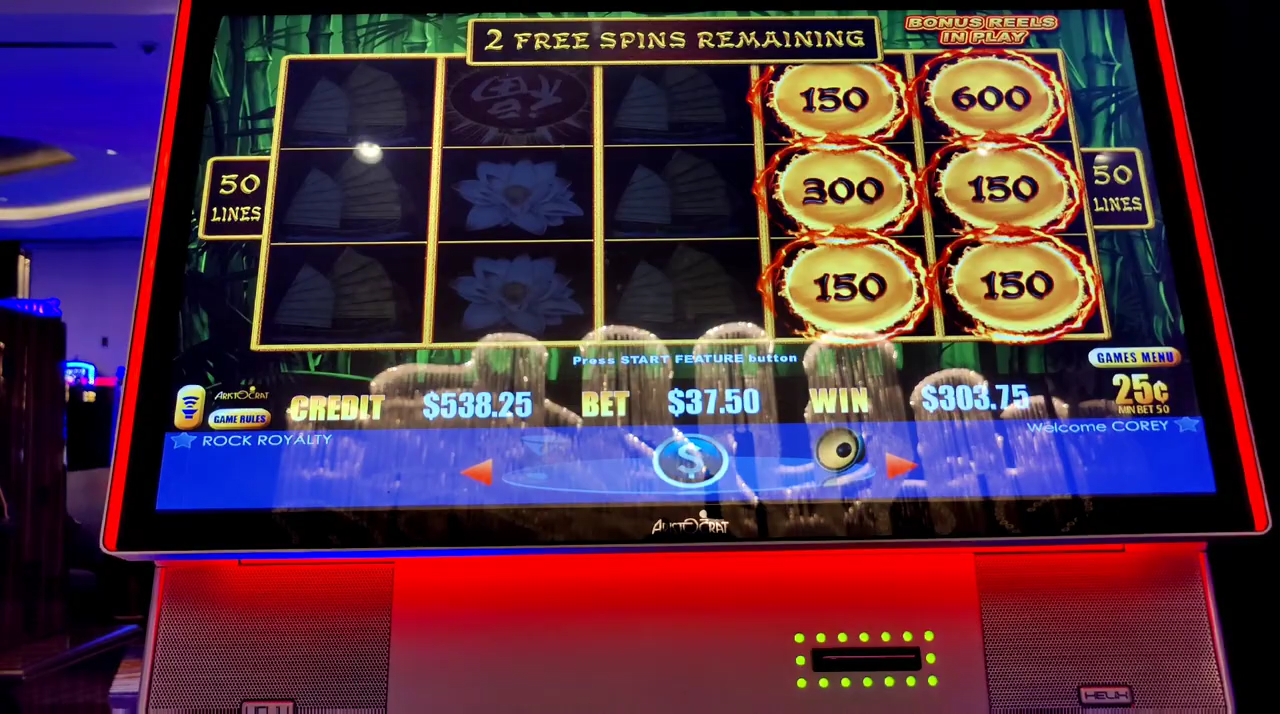 2 FREE SPINS REMAINING
BONUS REELS
IN PLAY
福
150
600
50
LINES
300
150
50
LINES
150
150
Press START FEATURE button
GAMES MENU
ARISTOCRAT
GAME RULES
CREDIT $538.25 BET $37.50 WIN $303.75
25¢
MIN BET 50
ROCK ROYALTY
Welcome COREY
$
ARISTOCRAT
HELIX